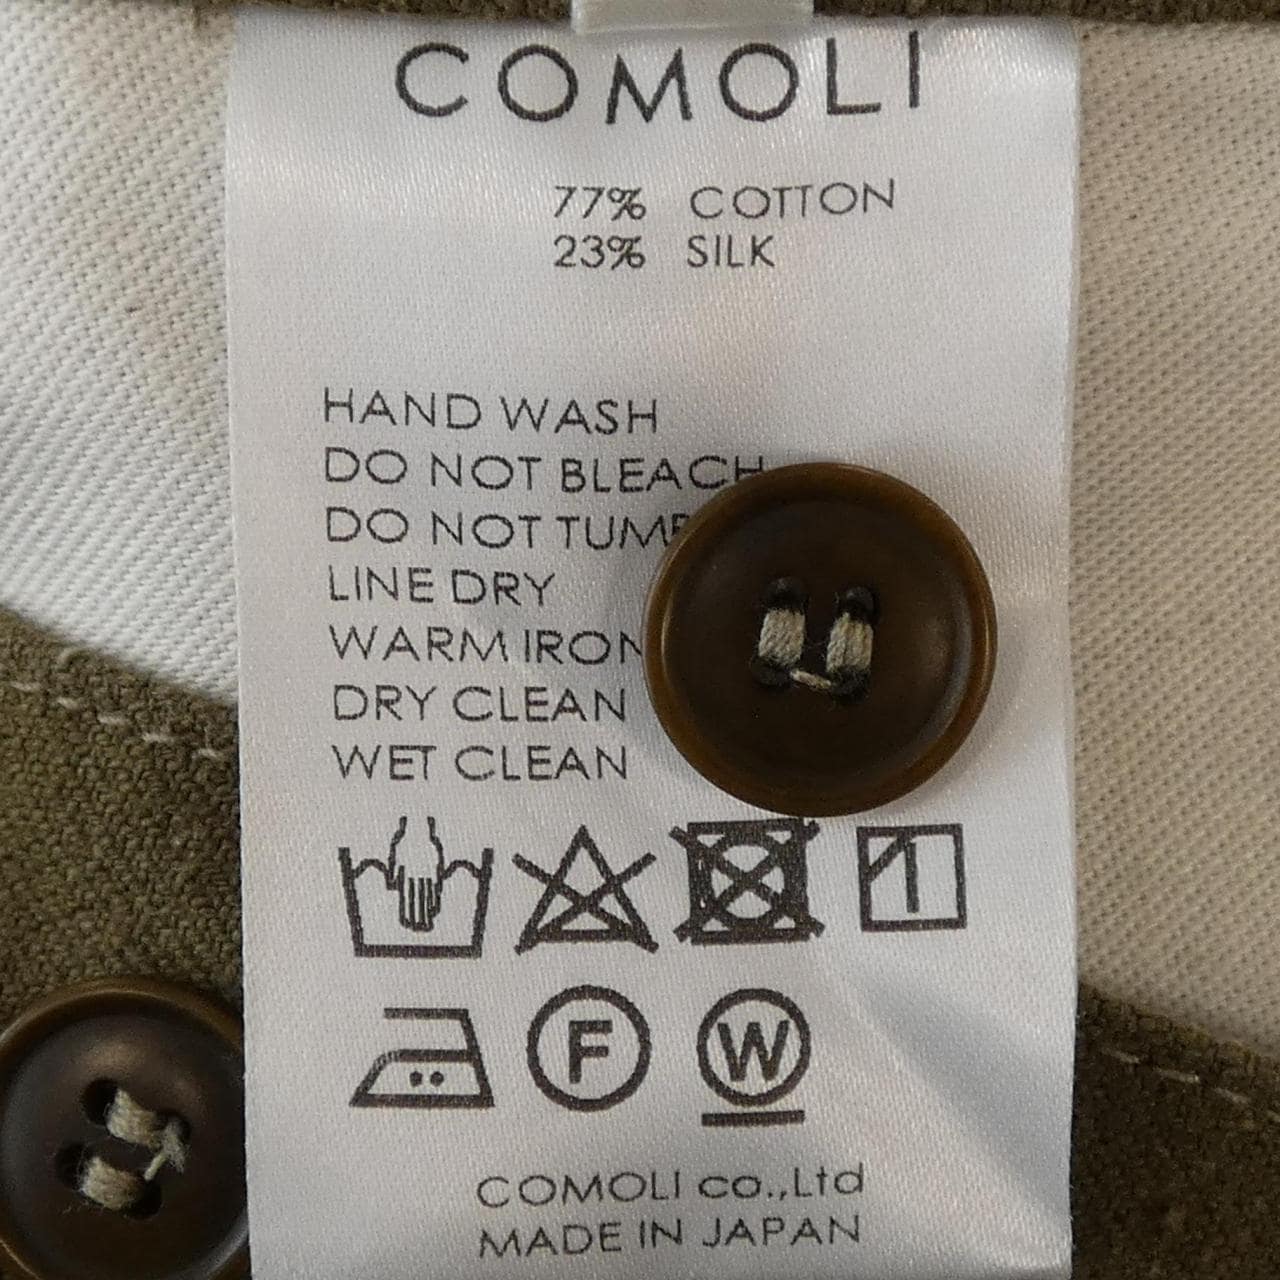 COMOLI
77% COTTON
23% SILK
HAND WASH
DO NOT BLEACH
DO NOT
LINE DRY
WARM IRON
DRY CLEAN
WET CLEAN
F W
COMOLI co.,Ltd
MADE IN JAPAN